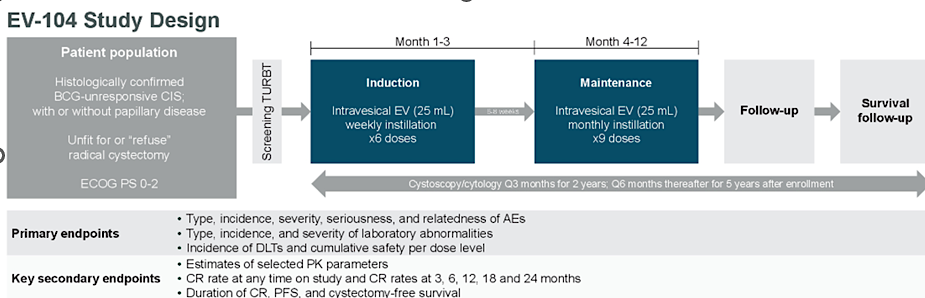 EV-104 Study Design
Patient population
Histologically confirmed
BCG-unresponsive CIS;
with or without papillary disease
Unfit for or “refuse”
radical cystectomy
ECOG PS 0-2
Screening TURBT
Month 1-3
Induction
Intravesical EV (25 mL)
weekly instillation
x6 doses
weeks
Month 4-12
Maintenance
Intravesical EV (25 mL)
monthly instillation
x9 doses
Follow-up
Survival
follow-up
Cystoscopy/cytology Q3 months for 2 years; Q6 months thereafter for 5 years after enrollment
Primary endpoints
• Type, incidence, severity, seriousness, and relatedness of AEs
• Type, incidence, and severity of laboratory abnormalities
• Incidence of DLTs and cumulative safety per dose level
Key secondary endpoints
• Estimates of selected PK parameters
• CR rate at any time on study and CR rates at 3, 6, 12, 18 and 24 months
• Duration of CR, PFS, and cystectomy-free survival